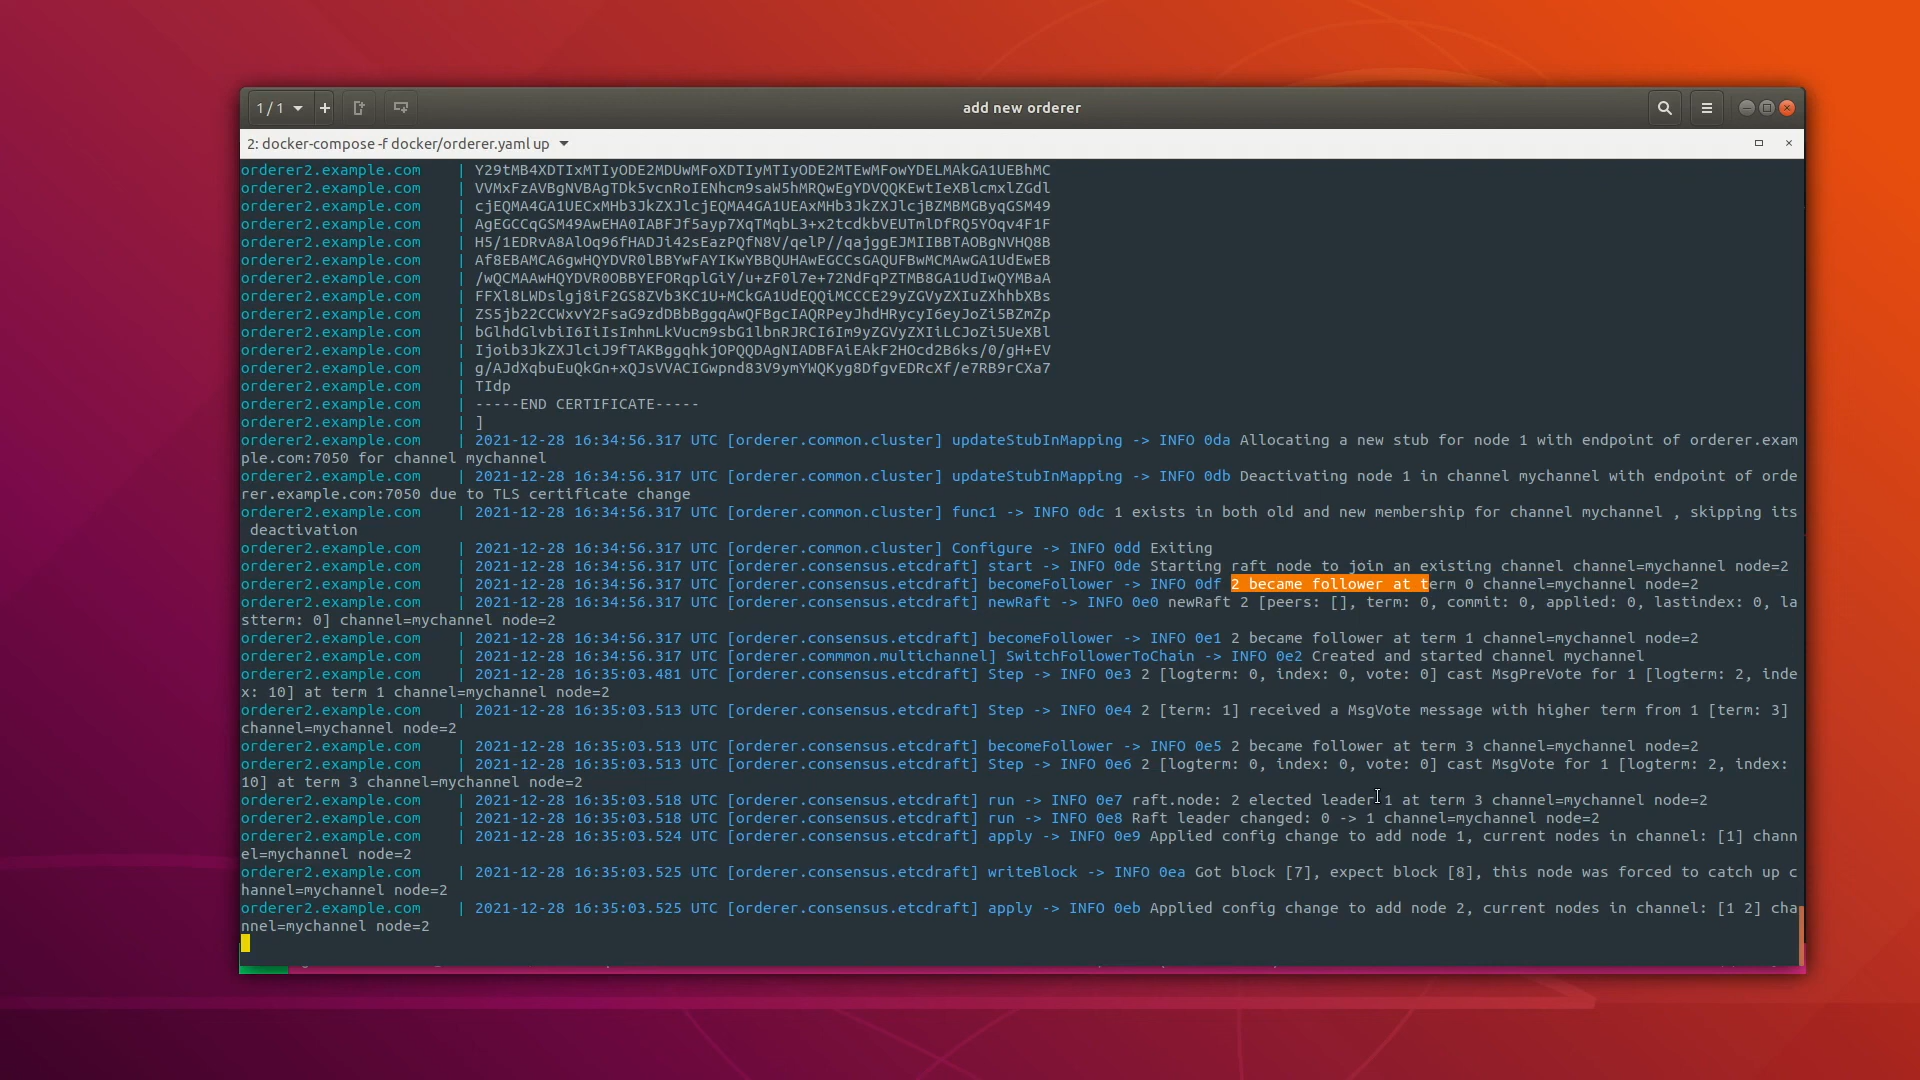 1 / 1
add new orderer
2: docker-compose -f docker/orderer.yaml up
orderer2.example.com    | Y29tMB4XDTIxMTIyODE2MDUwMFoXDTIyMTIyODE2MTEwMFowYDELMAkGA1UEBhMC
orderer2.example.com    | VVMxFzAVBgNVBAgTDk5vcnRoIENhcm9saW5hMRQwEgYDVQQKEwtIeXBlcmxlZGdl
orderer2.example.com    | cjEQMA4GA1UECxMHb3JkZXJlcjEQMA4GA1UEAxMHb3JkZXJlcjBZMBMGByqGSM49
orderer2.example.com    | AgEGCCqGSM49AwEHA0IABFJf5ayp7XqTMqbL3+x2tcdkbVEUTmlDfRQ5YOqv4F1F
orderer2.example.com    | H5/1EDRvA8AlOq96fHADJi42sEazPQfN8V/qelP//qajggEJMIIBBTAOBgNVHQ8B
orderer2.example.com    | Af8EBAMCA6gwHQYDVR0lBBYwFAYIKwYBBQUHAwEGCCsGAQUFBwMCMAwGA1UdEwEB
orderer2.example.com    | /wQCMAAwHQYDVR0OBBYEFORqplGiY/u+zF0l7e+72NdFqPZTMB8GA1UdIwQYMBaA
orderer2.example.com    | FFXl8LWDslgj8iF2GS8ZVb3KC1U+MCkGA1UdEQQiMCCCE29yZGVyZXIuZXhhbXBs
orderer2.example.com    | ZS5jb22CCWxvY2FsaG9zdDBbBggqAwQFBgcIAQRPeyJhdHRycyI6eyJoZi5BZmZp
orderer2.example.com    | bGlhdGlvbiI6IiIsImhmLkVucm9sbG1lbnRJRCI6Im9yZGVyZXIiLCJoZi5UeXBl
orderer2.example.com    | Ijoib3JkZXJlciJ9fTAKBggqhkjOPQQDAgNIADBFAiEAkF2HOcd2B6ks/0/gH+EV
orderer2.example.com    | g/AJdXqbuEuQkGn+xQJsVVACIGwpnd83V9ymYWQKyg8DfgvEDRcXf/e7RB9rCXa7
orderer2.example.com    | TIdp
orderer2.example.com    | -----END CERTIFICATE-----
orderer2.example.com    | ]
orderer2.example.com    | 2021-12-28 16:34:56.317 UTC [orderer.common.cluster] updateStubInMapping -> INFO 0da Allocating a new stub for node 1 with endpoint of orderer.exam
ple.com:7050 for channel mychannel
orderer2.example.com    | 2021-12-28 16:34:56.317 UTC [orderer.common.cluster] updateStubInMapping -> INFO 0db Deactivating node 1 in channel mychannel with endpoint of orde
rer.example.com:7050 due to TLS certificate change
orderer2.example.com    | 2021-12-28 16:34:56.317 UTC [orderer.common.cluster] func1 -> INFO 0dc 1 exists in both old and new membership for channel mychannel , skipping its
 deactivation
orderer2.example.com    | 2021-12-28 16:34:56.317 UTC [orderer.common.cluster] Configure -> INFO 0dd Exiting
orderer2.example.com    | 2021-12-28 16:34:56.317 UTC [orderer.consensus.etcdraft] start -> INFO 0de Starting raft node to join an existing channel channel=mychannel node=2
orderer2.example.com    | 2021-12-28 16:34:56.317 UTC [orderer.consensus.etcdraft] becomeFollower -> INFO 0df 2 became follower at term 0 channel=mychannel node=2
orderer2.example.com    | 2021-12-28 16:34:56.317 UTC [orderer.consensus.etcdraft] newRaft -> INFO 0e0 newRaft 2 [peers: [], term: 0, commit: 0, applied: 0, lastindex: 0, la
stterm: 0] channel=mychannel node=2
orderer2.example.com    | 2021-12-28 16:34:56.317 UTC [orderer.consensus.etcdraft] becomeFollower -> INFO 0e1 2 became follower at term 1 channel=mychannel node=2
orderer2.example.com    | 2021-12-28 16:34:56.317 UTC [orderer.commmon.multichannel] SwitchFollowerToChain -> INFO 0e2 Created and started channel mychannel
orderer2.example.com    | 2021-12-28 16:35:03.481 UTC [orderer.consensus.etcdraft] Step -> INFO 0e3 2 [logterm: 0, index: 0, vote: 0] cast MsgPreVote for 1 [logterm: 2, inde
x: 10] at term 1 channel=mychannel node=2
orderer2.example.com    | 2021-12-28 16:35:03.513 UTC [orderer.consensus.etcdraft] Step -> INFO 0e4 2 [term: 1] received a MsgVote message with higher term from 1 [term: 3]
channel=mychannel node=2
orderer2.example.com    | 2021-12-28 16:35:03.513 UTC [orderer.consensus.etcdraft] becomeFollower -> INFO 0e5 2 became follower at term 3 channel=mychannel node=2
orderer2.example.com    | 2021-12-28 16:35:03.513 UTC [orderer.consensus.etcdraft] Step -> INFO 0e6 2 [logterm: 0, index: 0, vote: 0] cast MsgVote for 1 [logterm: 2, index:
10] at term 3 channel=mychannel node=2
orderer2.example.com    | 2021-12-28 16:35:03.518 UTC [orderer.consensus.etcdraft] run -> INFO 0e7 raft.node: 2 elected leader 1 at term 3 channel=mychannel node=2
orderer2.example.com    | 2021-12-28 16:35:03.518 UTC [orderer.consensus.etcdraft] run -> INFO 0e8 Raft leader changed: 0 -> 1 channel=mychannel node=2
orderer2.example.com    | 2021-12-28 16:35:03.524 UTC [orderer.consensus.etcdraft] apply -> INFO 0e9 Applied config change to add node 1, current nodes in channel: [1] chann
el=mychannel node=2
orderer2.example.com    | 2021-12-28 16:35:03.525 UTC [orderer.consensus.etcdraft] writeBlock -> INFO 0ea Got block [7], expect block [8], this node was forced to catch up c
hannel=mychannel node=2
orderer2.example.com    | 2021-12-28 16:35:03.525 UTC [orderer.consensus.etcdraft] apply -> INFO 0eb Applied config change to add node 2, current nodes in channel: [1 2] cha
nnel=mychannel node=2